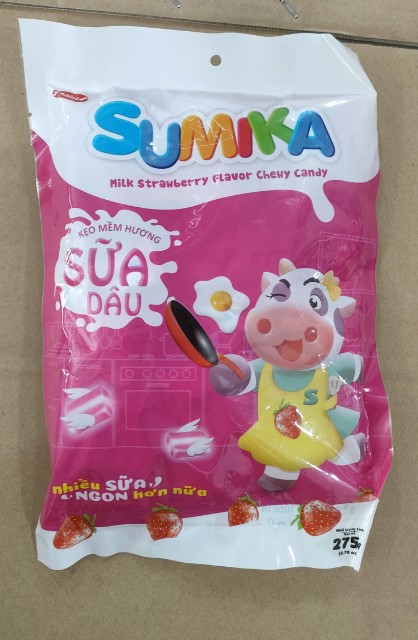 SUMIKA
Milk Strawberry Flavor Chewy Candy
KẸO MỀM HƯƠNG
SỮA
DÂU
S
nhiều SỮA,
NGON hơn nữa
275g